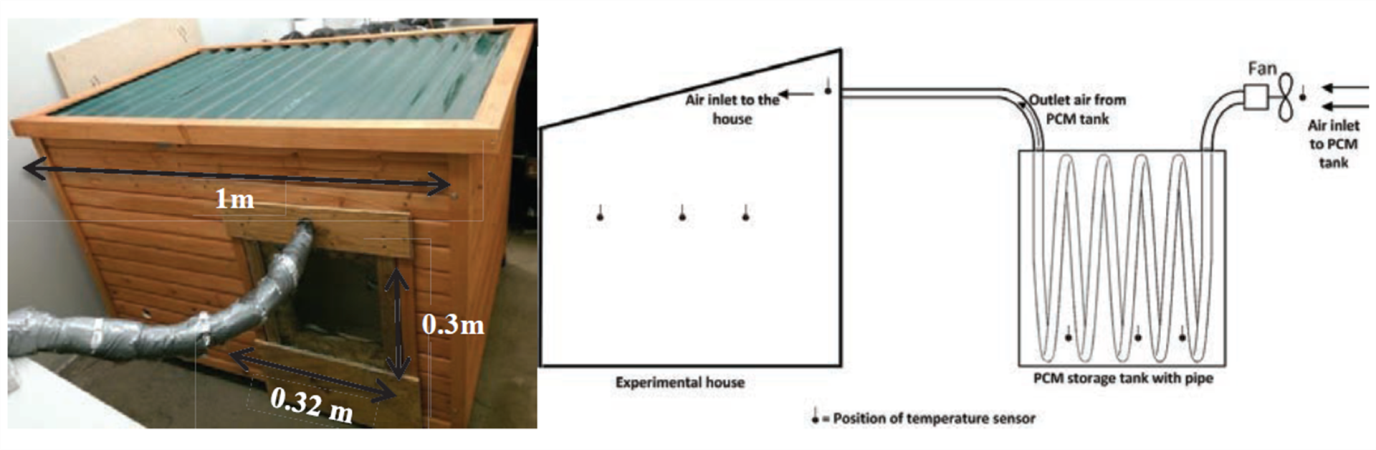 1m
0.3m
0.32 m
Air inlet to the
house
Outlet air from
PCM tank
Fan
Air inlet
to PCM
tank
Experimental house
PCM storage tank with pipe
= Position of temperature sensor